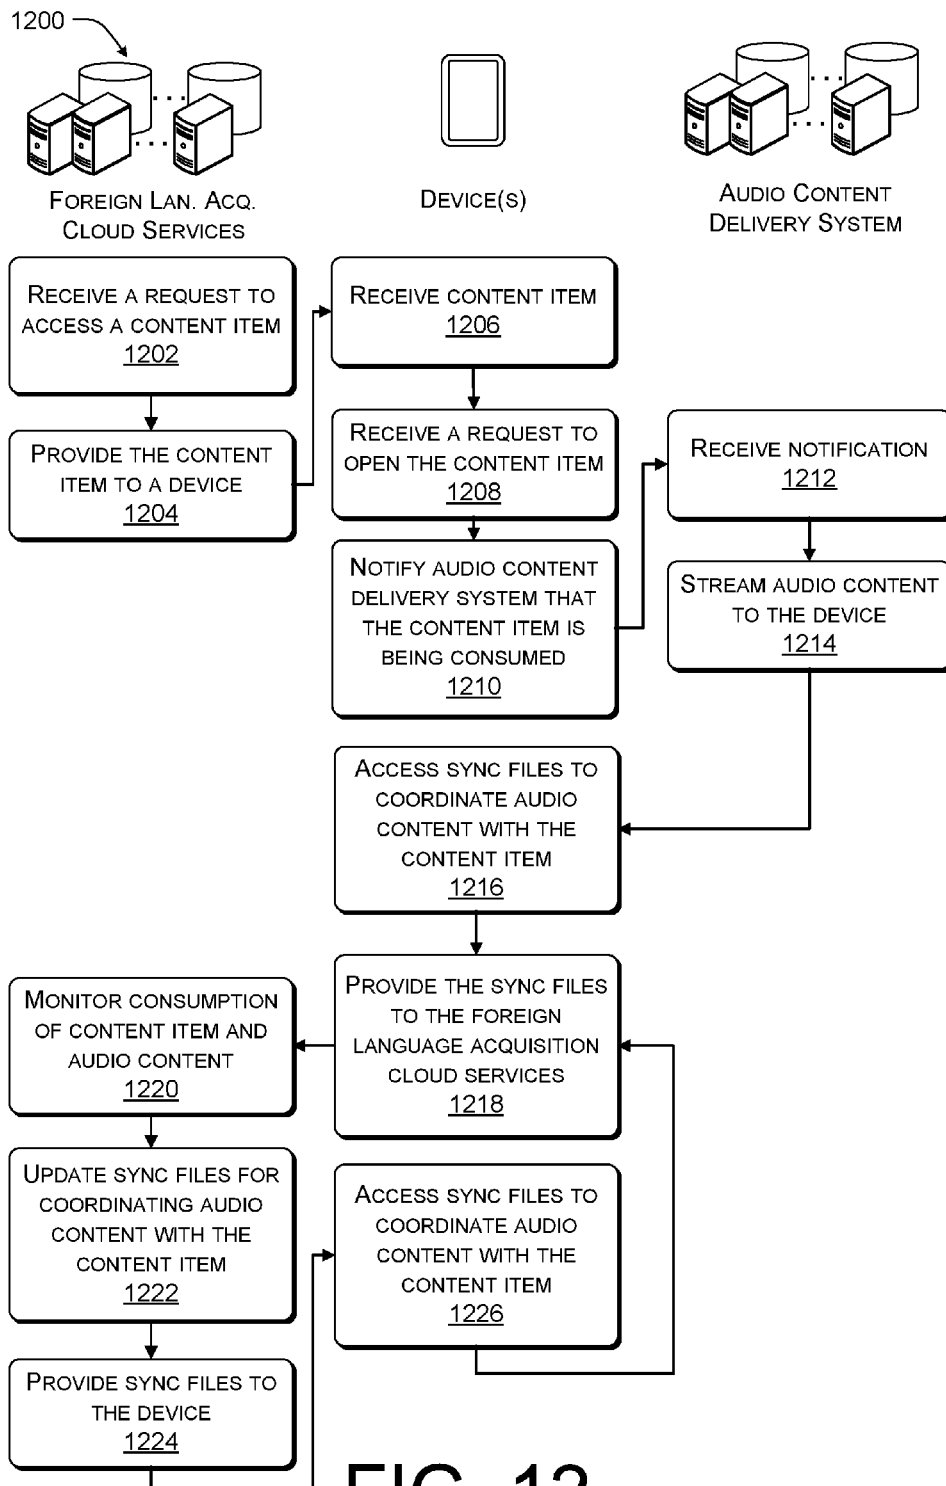 1200
FOREIGN LAN. ACQ.
CLOUD SERVICES
DEVICE(S)
AUDIO CONTENT
DELIVERY SYSTEM
RECEIVE A REQUEST TO
ACCESS A CONTENT ITEM
1202
PROVIDE THE CONTENT
ITEM TO A DEVICE
1204
RECEIVE CONTENT ITEM
1206
RECEIVE A REQUEST TO
OPEN THE CONTENT ITEM
1208
NOTIFY AUDIO CONTENT
DELIVERY SYSTEM THAT
THE CONTENT ITEM IS
BEING CONSUMED
1210
RECEIVE NOTIFICATION
1212
STREAM AUDIO CONTENT
TO THE DEVICE
1214
ACCESS SYNC FILES TO
COORDINATE AUDIO
CONTENT WITH THE
CONTENT ITEM
1216
PROVIDE THE SYNC FILES
TO THE FOREIGN
LANGUAGE ACQUISITION
CLOUD SERVICES
1218
MONITOR CONSUMPTION
OF CONTENT ITEM AND
AUDIO CONTENT
1220
UPDATE SYNC FILES FOR
COORDINATING AUDIO
CONTENT WITH THE
CONTENT ITEM
1222
PROVIDE SYNC FILES TO
THE DEVICE
1224
ACCESS SYNC FILES TO
COORDINATE AUDIO
CONTENT WITH THE
CONTENT ITEM
1226
FIG. 12